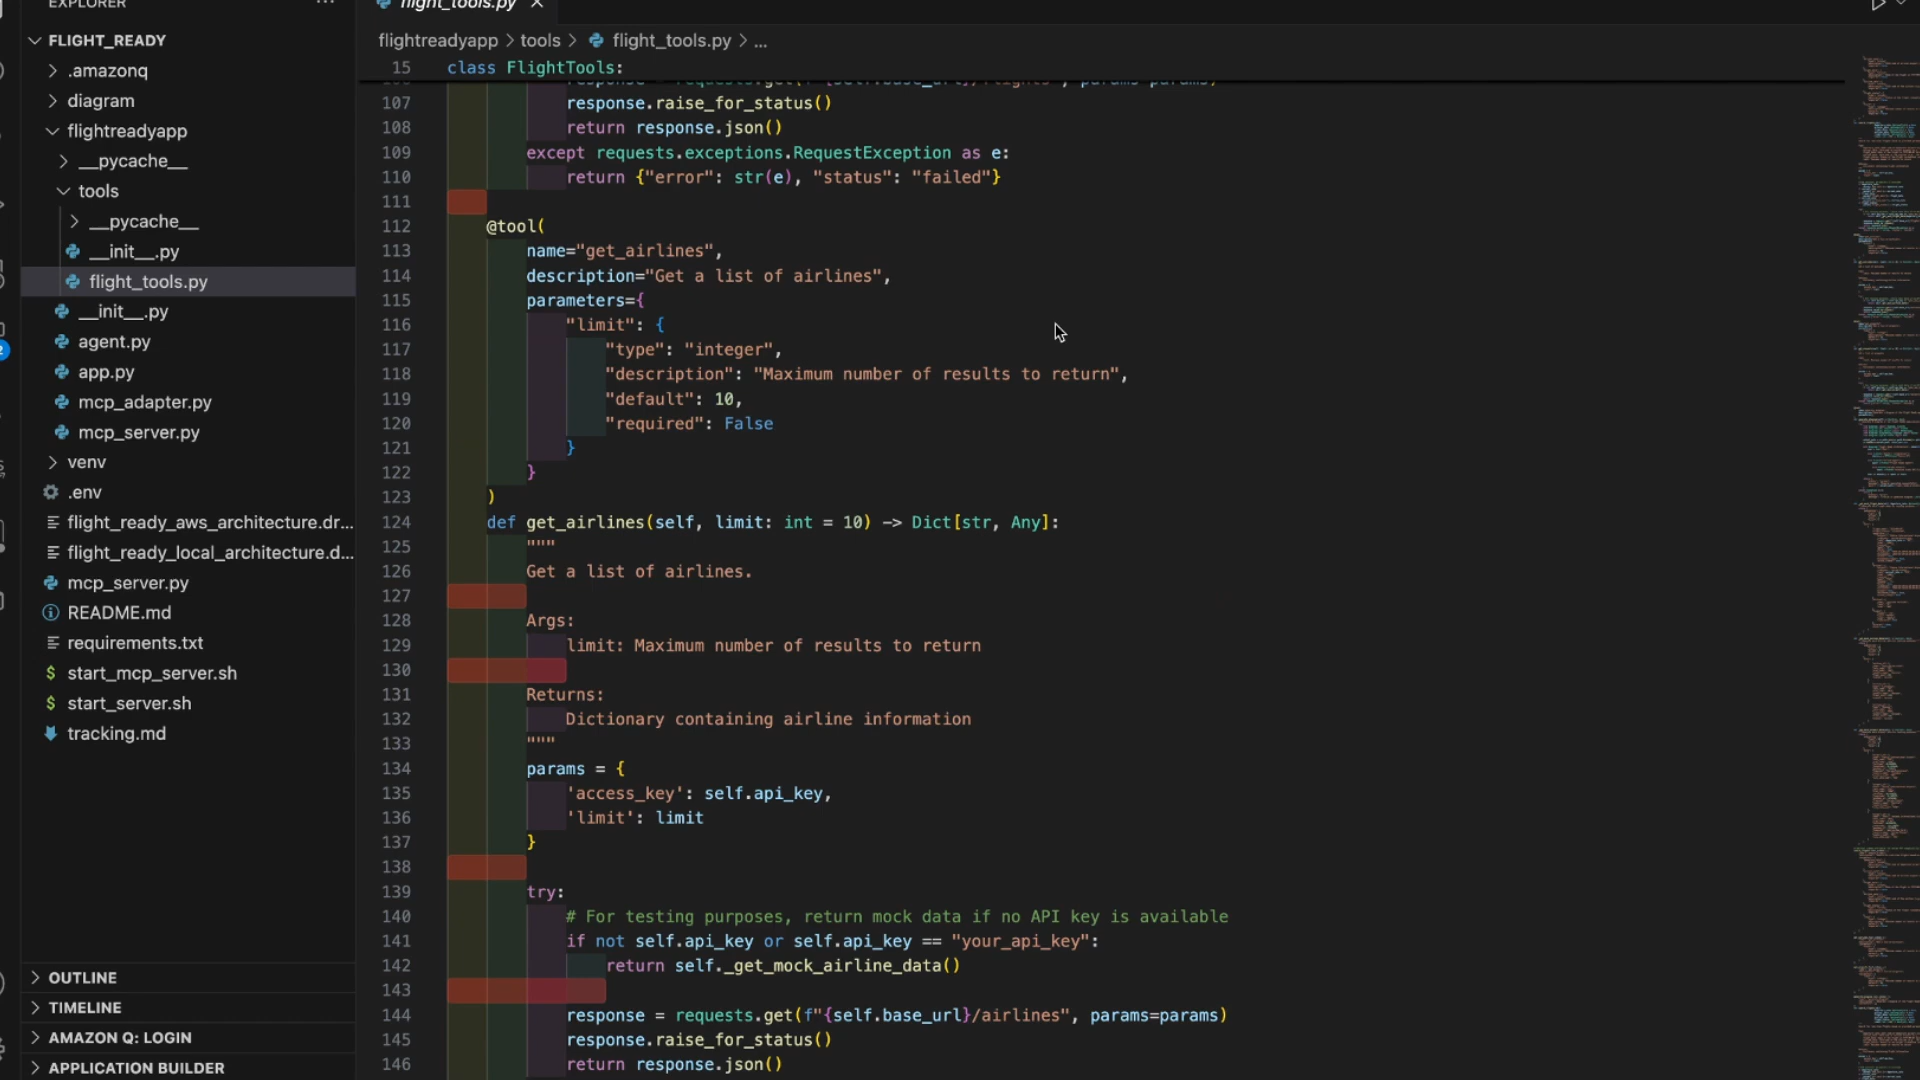 EXPLORER
...
FLIGHT_READY
.amazonq
diagram
flightreadyapp
__pycache__
tools
__pycache__
__init__.py
flight_tools.py
__init__.py
agent.py
app.py
mcp_adapter.py
mcp_server.py
venv
.env
flight_ready_aws_architecture.dr...
flight_ready_local_architecture.d...
mcp_server.py
README.md
requirements.txt
start_mcp_server.sh
start_server.sh
tracking.md
OUTLINE
TIMELINE
AMAZON Q: LOGIN
APPLICATION BUILDER
flight_tools.py
flightreadyapp > tools > flight_tools.py > ...
15 class FlightTools:
107 response.raise_for_status()
108 return response.json()
109 except requests.exceptions.RequestException as e:
110 return {"error": str(e), "status": "failed"}
111
112 @tool(
113 name="get_airlines",
114 description="Get a list of airlines",
115 parameters={
116 "limit": {
117 "type": "integer",
118 "description": "Maximum number of results to return",
119 "default": 10,
120 "required": False
121 }
122 }
123 )
124 def get_airlines(self, limit: int = 10) -> Dict[str, Any]:
125 """
126 Get a list of airlines.
127
128 Args:
129 limit: Maximum number of results to return
130
131 Returns:
132 Dictionary containing airline information
133 """
134 params = {
135 'access_key': self.api_key,
136 'limit': limit
137 }
138
139 try:
140 # For testing purposes, return mock data if no API key is available
141 if not self.api_key or self.api_key == "your_api_key":
142 return self._get_mock_airline_data()
143
144 response = requests.get(f"{self.base_url}/airlines", params=params)
145 response.raise_for_status()
146 return response.json()